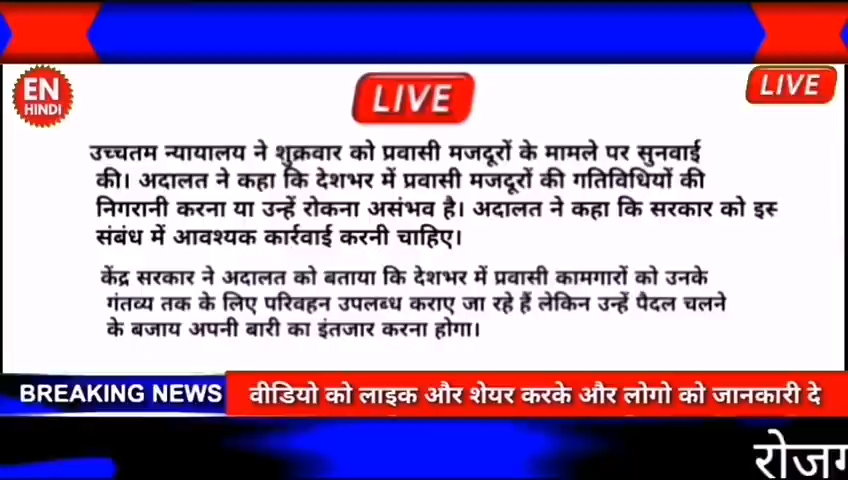 EN
HINDI
LIVE
LIVE
उच्चतम न्यायालय ने शुक्रवार को प्रवासी मजदूरों के मामले पर सुनवाई
की। अदालत ने कहा कि देशभर में प्रवासी मजदूरों की गतिविधियों की
निगरानी करना या उन्हें रोकना असंभव है। अदालत ने कहा कि सरकार को इस
संबंध में आवश्यक कार्रवाई करनी चाहिए।
केंद्र सरकार ने अदालत को बताया कि देशभर में प्रवासी कामगारों को उनके
गंतव्य तक के लिए परिवहन उपलब्ध कराए जा रहे हैं लेकिन उन्हें पैदल चलने
के बजाय अपनी बारी का इंतजार करना होगा।
BREAKING NEWS
वीडियो को लाइक और शेयर करके और लोगो को जानकारी दे